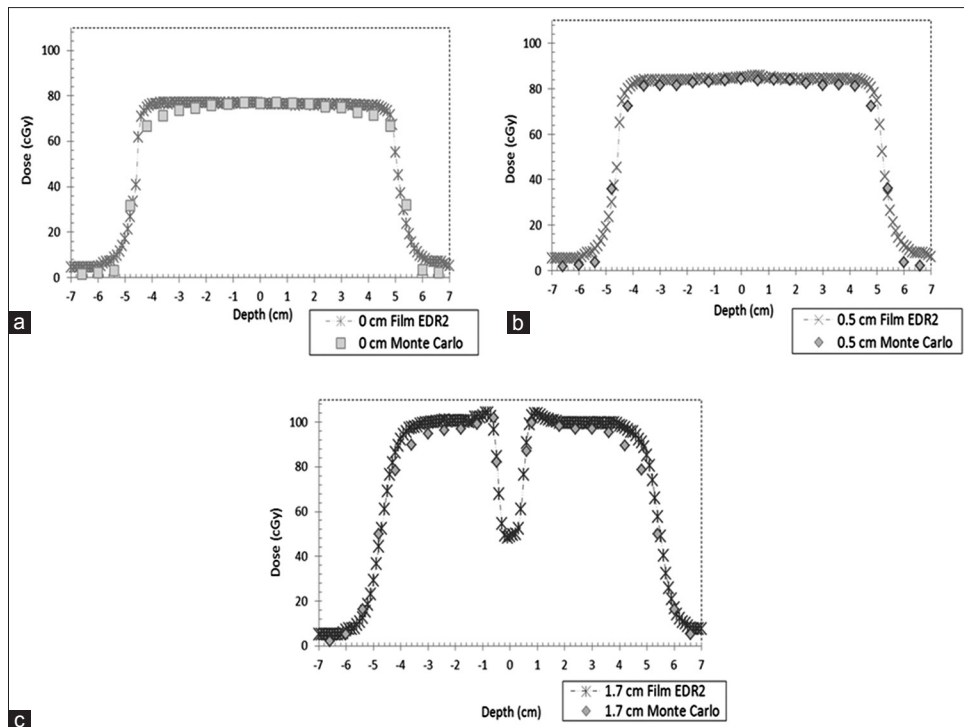 100
80
60
40
20
0
Dose (cGy)
-7 -6 -5 -4 -3 -2 -1 0 1 2 3 4 5 6 7
Depth (cm)
0 cm Film EDR2
0 cm Monte Carlo
a
100
80
60
40
20
0
Dose (cGy)
-7 -6 -5 -4 -3 -2 -1 0 1 2 3 4 5 6 7
Depth (cm)
0.5 cm Film EDR2
0.5 cm Monte Carlo
b
100
80
60
40
20
0
Dose (cGy)
-7 -6 -5 -4 -3 -2 -1 0 1 2 3 4 5 6 7
Depth (cm)
1.7 cm Film EDR2
1.7 cm Monte Carlo
c